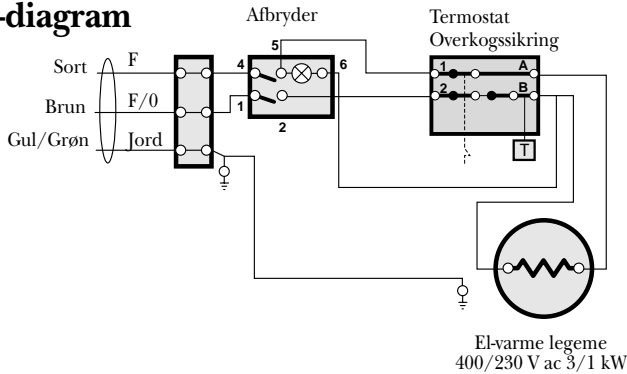 -diagram
Afbryder
Termostat
Overkogssikring
Sort F
Brun F/0
Gul/Grøn Jord
4 5 6
1 2
1 A
2 B
T
El-varme legeme
400/230 V ac 3/1 kW